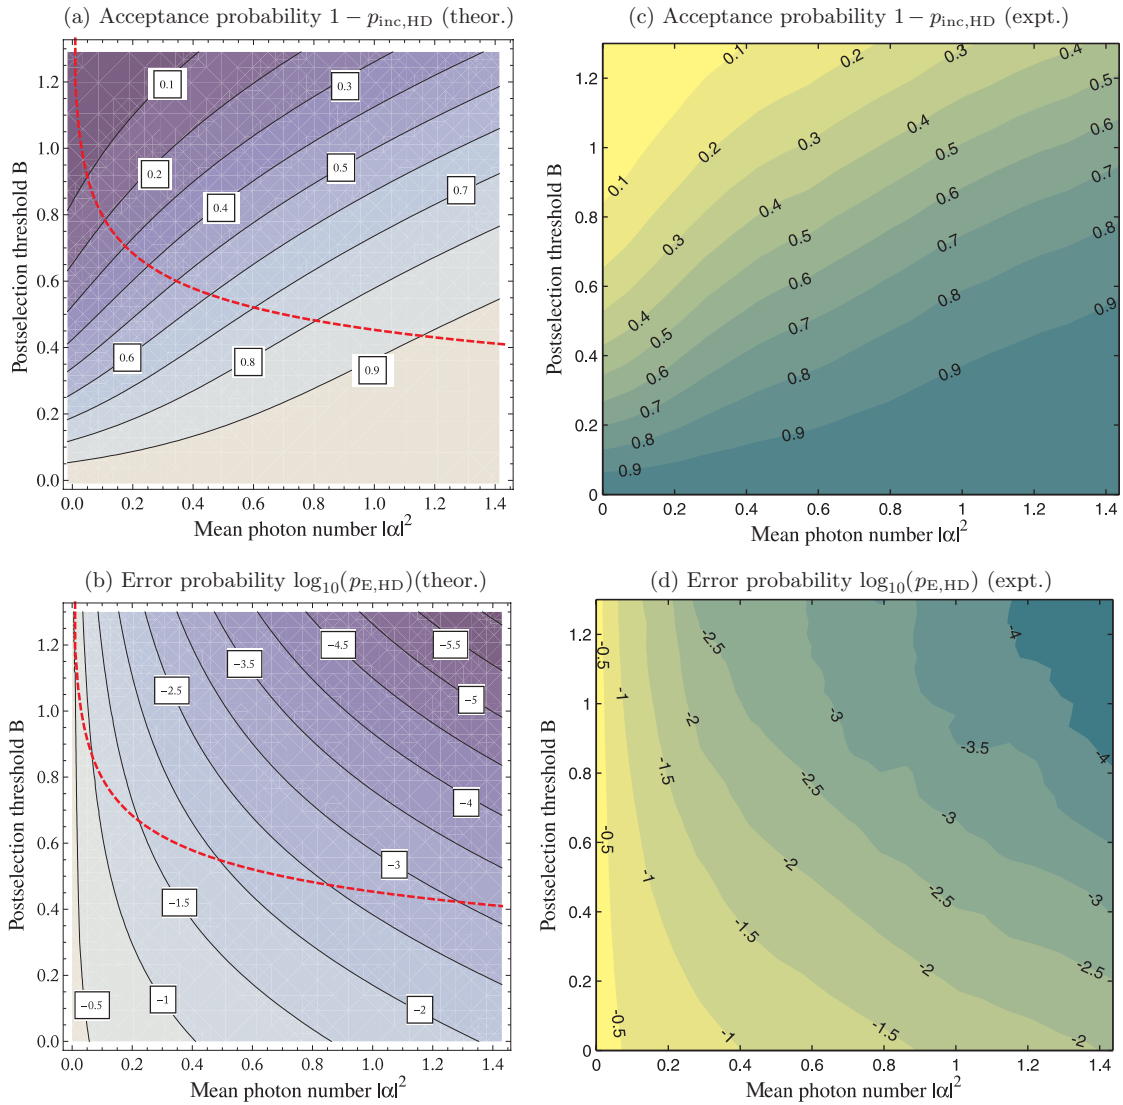 (a) Acceptance probability 1 − p_inc,HD (theor.)
Postselection threshold B
1.2
1.0
0.8
0.6
0.4
0.2
0.0
0.1
0.3
0.2
0.5
0.4
0.7
0.6
0.8
0.9
0.0 0.2 0.4 0.6 0.8 1.0 1.2 1.4
Mean photon number |α|²
(c) Acceptance probability 1 − p_inc,HD (expt.)
Postselection threshold B
1.2
1
0.8
0.6
0.4
0.2
0
0.1 0.2 0.3 0.4
0.5
0.4 0.6
0.3
0.2 0.5
0.7
0.1 0.4 0.6
0.3 0.5 0.7 0.8
0.6
0.4 0.7 0.8 0.9
0.5
0.6 0.8 0.9
0.7
0.8 0.9
0.9
0 0.2 0.4 0.6 0.8 1 1.2 1.4
Mean photon number |α|²
(b) Error probability log₁₀(p_E,HD)(theor.)
Postselection threshold B
1.2
1.0
0.8
0.6
0.4
0.2
0.0
−4.5
−5.5
−3.5
−2.5
−5
−4
−3
−1.5
−0.5
−1
−2
0.0 0.2 0.4 0.6 0.8 1.0 1.2 1.4
Mean photon number |α|²
(d) Error probability log₁₀(p_E,HD) (expt.)
Postselection threshold B
1.2
1
0.8
0.6
0.4
0.2
0
-0.5 -2.5 -4
-1
-2 -3
-3.5
-1.5 -2.5 -4
-3
-0.5
-1 -2 -2.5 -3
-1.5 -2 -2.5
-0.5 -1 -1.5 -2
0 0.2 0.4 0.6 0.8 1 1.2 1.4
Mean photon number |α|²